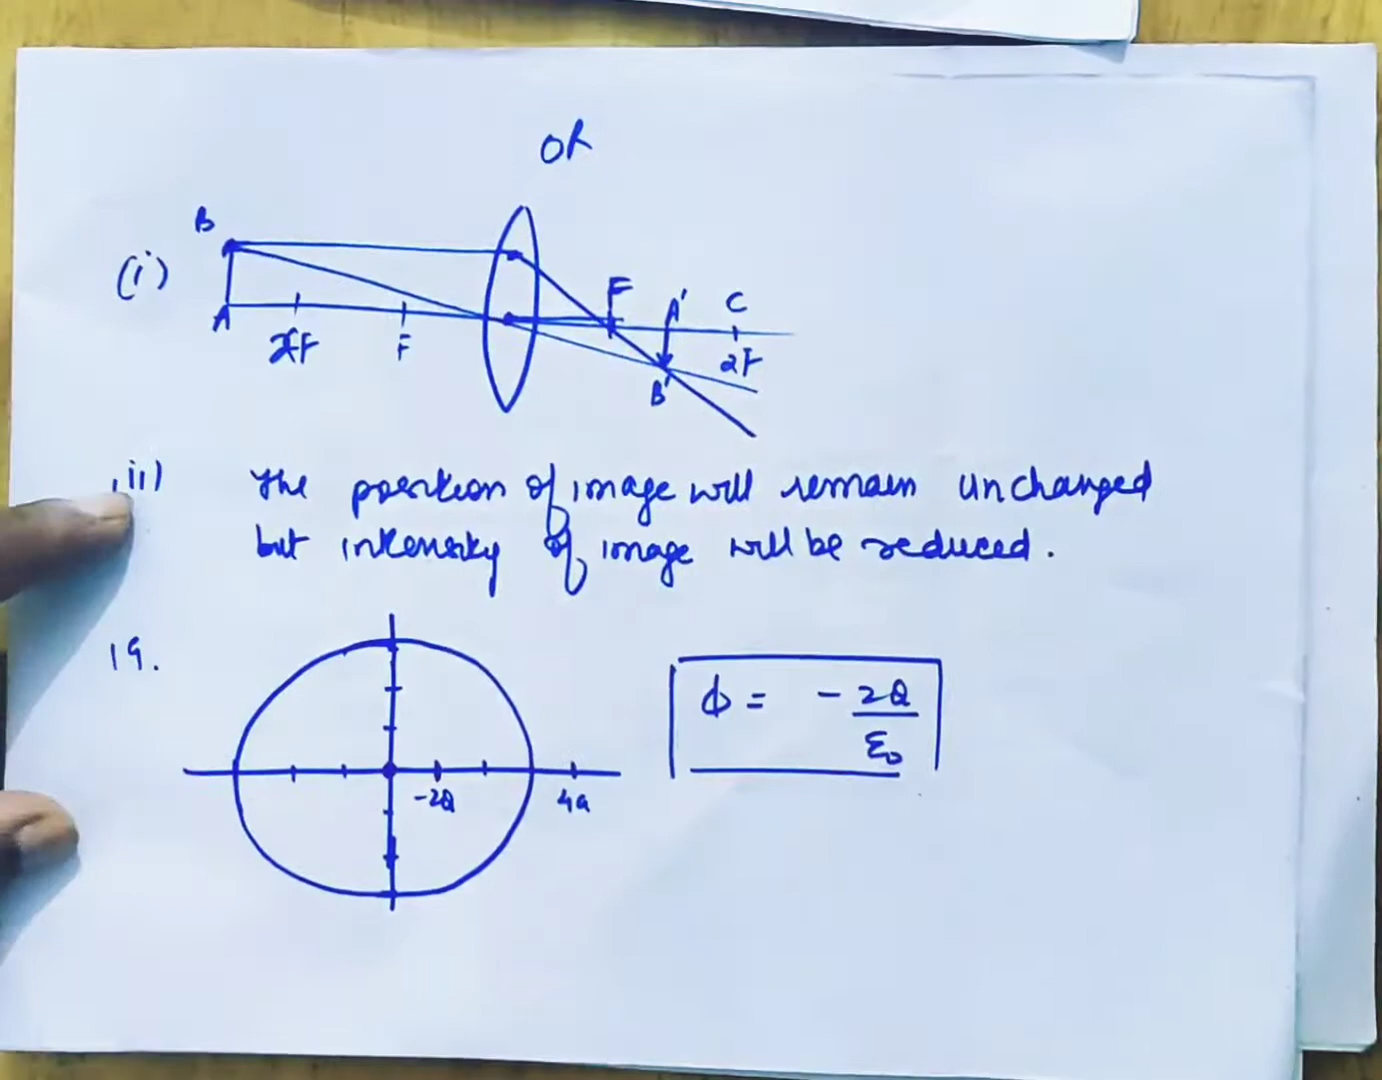 OR
(i)
B
A
2F
F
F
A'
C
2F
B'
ii) The position of image will remain unchanged
but intensity of image will be reduced.
19.
-2Q
4a
φ = - 2Q
ε₀